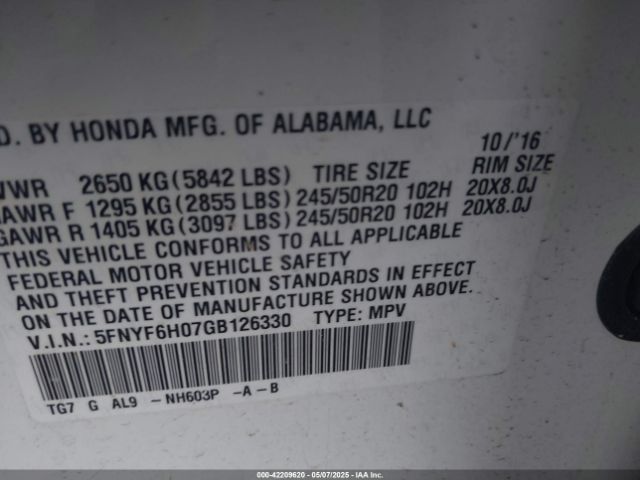 D. BY HONDA MFG. OF ALABAMA, LLC 10/'16
VWR 2650 KG (5842 LBS) TIRE SIZE RIM SIZE
AWR F 1295 KG (2855 LBS) 245/50R20 102H 20X8.0J
GAWR R 1405 KG (3097 LBS) 245/50R20 102H 20X8.0J
THIS VEHICLE CONFORMS TO ALL APPLICABLE
FEDERAL MOTOR VEHICLE SAFETY
AND THEFT PREVENTION STANDARDS IN EFFECT
ON THE DATE OF MANUFACTURE SHOWN ABOVE.
V.I.N.: 5FNYF6H07GB126330 TYPE: MPV
TG7 G AL9 -NH603P -A-B
000-42209620 - 05/07/2025 - IAA Inc.